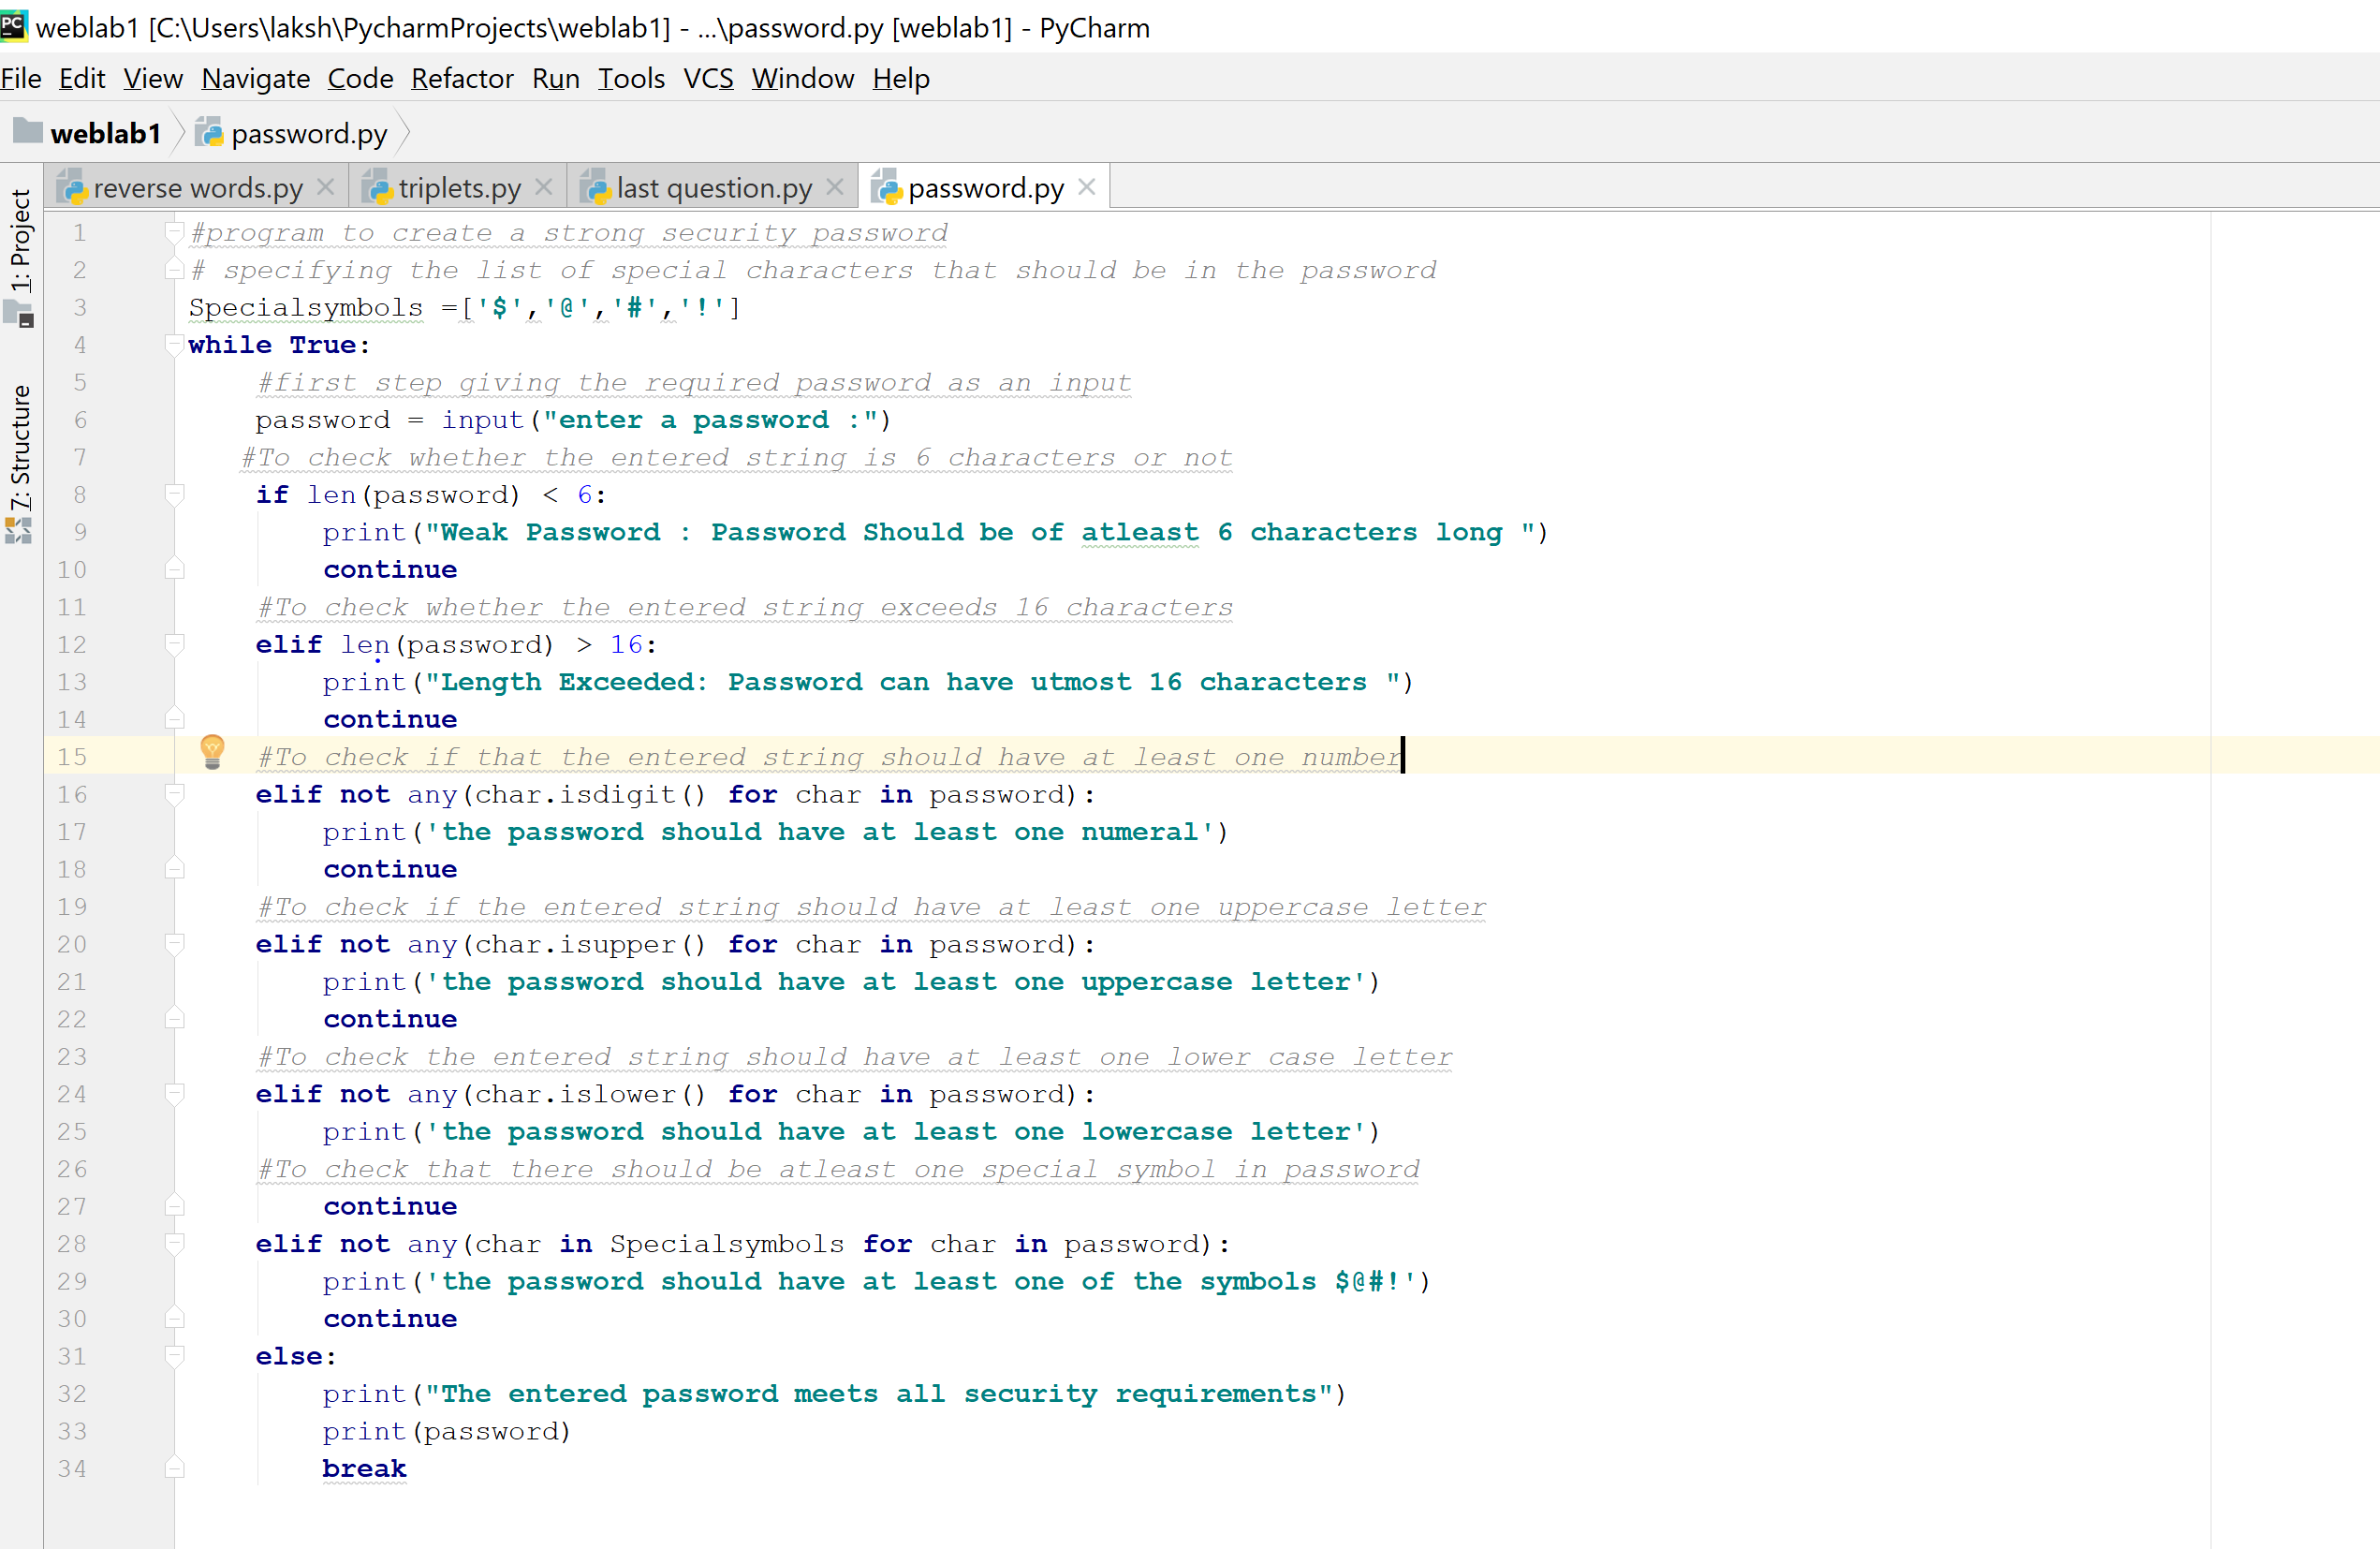 weblab1 [C:\Users\laksh\PycharmProjects\weblab1] - ...\password.py [weblab1] - PyCharm
File Edit View Navigate Code Refactor Run Tools VCS Window Help
weblab1 password.py
reverse words.py triplets.py last question.py password.py
1: Project
7: Structure
1 #program to create a strong security password
2 # specifying the list of special characters that should be in the password
3 Specialsymbols =['$','@','#','!']
4 while True:
5     #first step giving the required password as an input
6     password = input("enter a password :")
7    #To check whether the entered string is 6 characters or not
8     if len(password) < 6:
9         print("Weak Password : Password Should be of atleast 6 characters long ")
10         continue
11     #To check whether the entered string exceeds 16 characters
12     elif len(password) > 16:
13         print("Length Exceeded: Password can have utmost 16 characters ")
14         continue
15     #To check if that the entered string should have at least one number
16     elif not any(char.isdigit() for char in password):
17         print('the password should have at least one numeral')
18         continue
19     #To check if the entered string should have at least one uppercase letter
20     elif not any(char.isupper() for char in password):
21         print('the password should have at least one uppercase letter')
22         continue
23     #To check the entered string should have at least one lower case letter
24     elif not any(char.islower() for char in password):
25         print('the password should have at least one lowercase letter')
26     #To check that there should be atleast one special symbol in password
27         continue
28     elif not any(char in Specialsymbols for char in password):
29         print('the password should have at least one of the symbols $@#!')
30         continue
31     else:
32         print("The entered password meets all security requirements")
33         print(password)
34         break